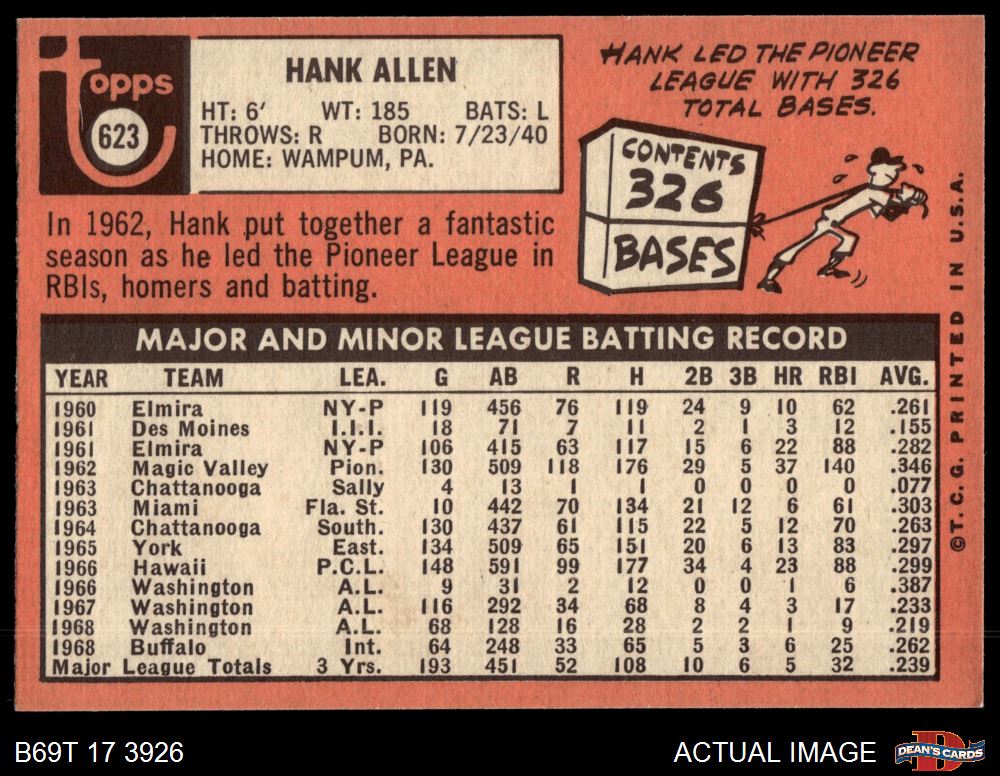 Topps
623
HANK ALLEN
HT: 6' WT: 185 BATS: L
THROWS: R BORN: 7/23/40
HOME: WAMPUM, PA.
HANK LED THE PIONEER
LEAGUE WITH 326
TOTAL BASES.
CONTENTS
326
BASES
In 1962, Hank put together a fantastic
season as he led the Pioneer League in
RBIs, homers and batting.
MAJOR AND MINOR LEAGUE BATTING RECORD
YEAR TEAM LEA. G AB R H 2B 3B HR RBI AVG.
1960 Elmira NY-P 119 456 76 119 24 9 10 62 .261
1961 Des Moines I.I.I. 18 71 7 11 2 1 3 12 .155
1961 Elmira NY-P 106 415 63 117 15 6 22 88 .282
1962 Magic Valley Pion. 130 509 118 176 29 5 37 140 .346
1963 Chattanooga Sally 4 13 1 1 0 0 0 0 .077
1963 Miami Fla. St. 10 442 70 134 21 12 6 61 .303
1964 Chattanooga South. 130 437 61 115 22 5 12 70 .263
1965 York East. 134 509 65 151 20 6 13 83 .297
1966 Hawaii P.C.L. 148 591 99 177 34 4 23 88 .299
1966 Washington A.L. 9 31 2 12 0 0 1 6 .387
1967 Washington A.L. 116 292 34 68 8 4 3 17 .233
1968 Washington A.L. 68 128 16 28 2 2 1 9 .219
1968 Buffalo Int. 64 248 33 65 5 3 6 25 .262
Major League Totals 3 Yrs. 193 451 52 108 10 6 5 32 .239
©T. C. G. PRINTED IN U.S.A.
B69T 17 3926
ACTUAL IMAGE
DEAN'S CARDS